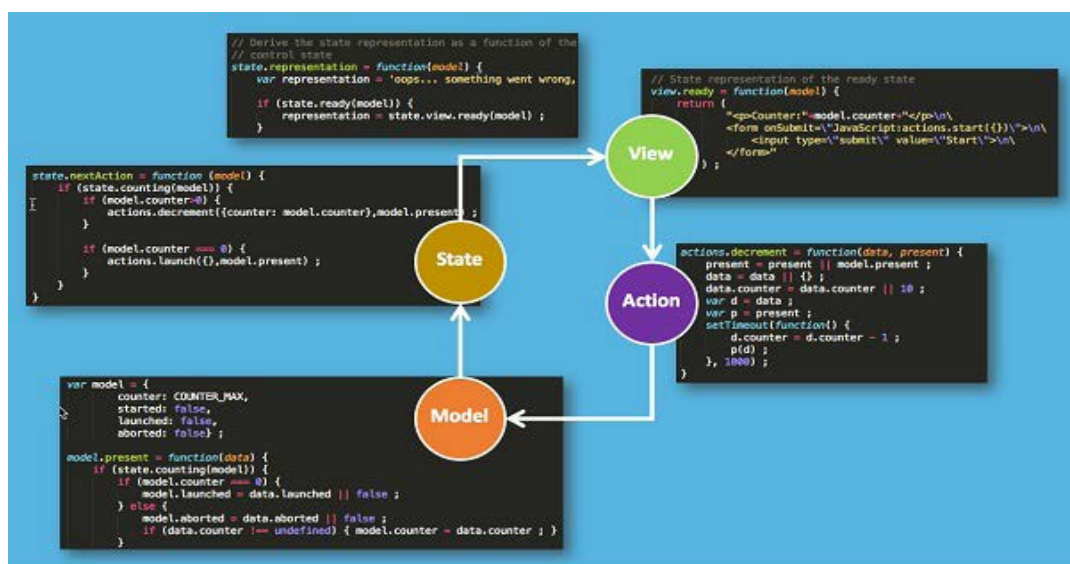 // Derive the state representation as a function of the
// control state
state.representation = function(model) {
var representation = 'oops... something went wrong,
if (state.ready(model)) {
representation = state.view.ready(model) ;
}
// State representation of the ready state
view.ready = function(model) {
return (
"<p>Counter:"+model.counter+"</p>\n\
<form onSubmit=\"JavaScript:actions.start({})\">\n\
<input type=\"submit\" value=\"Start\">\n\
</form>"
) ;
View
state.nextAction = function (model) {
if (state.counting(model)) {
if (model.counter>0) {
actions.decrement({counter: model.counter},model.present) ;
}
if (model.counter === 0) {
actions.launch({},model.present) ;
}
}
}
State
actions.decrement = function(data, present) {
present = present || model.present ;
data = data || {} ;
data.counter = data.counter || 10 ;
var d = data ;
var p = present ;
setTimeout(function() {
d.counter = d.counter - 1 ;
p(d) ;
}, 1000) ;
}
Action
var model = {
counter: COUNTER_MAX,
started: false,
launched: false,
aborted: false} ;
model.present = function(data) {
if (state.counting(model)) {
if (model.counter === 0) {
model.launched = data.launched || false ;
} else {
model.aborted = data.aborted || false ;
if (data.counter !== undefined) { model.counter = data.counter ; }
}
Model